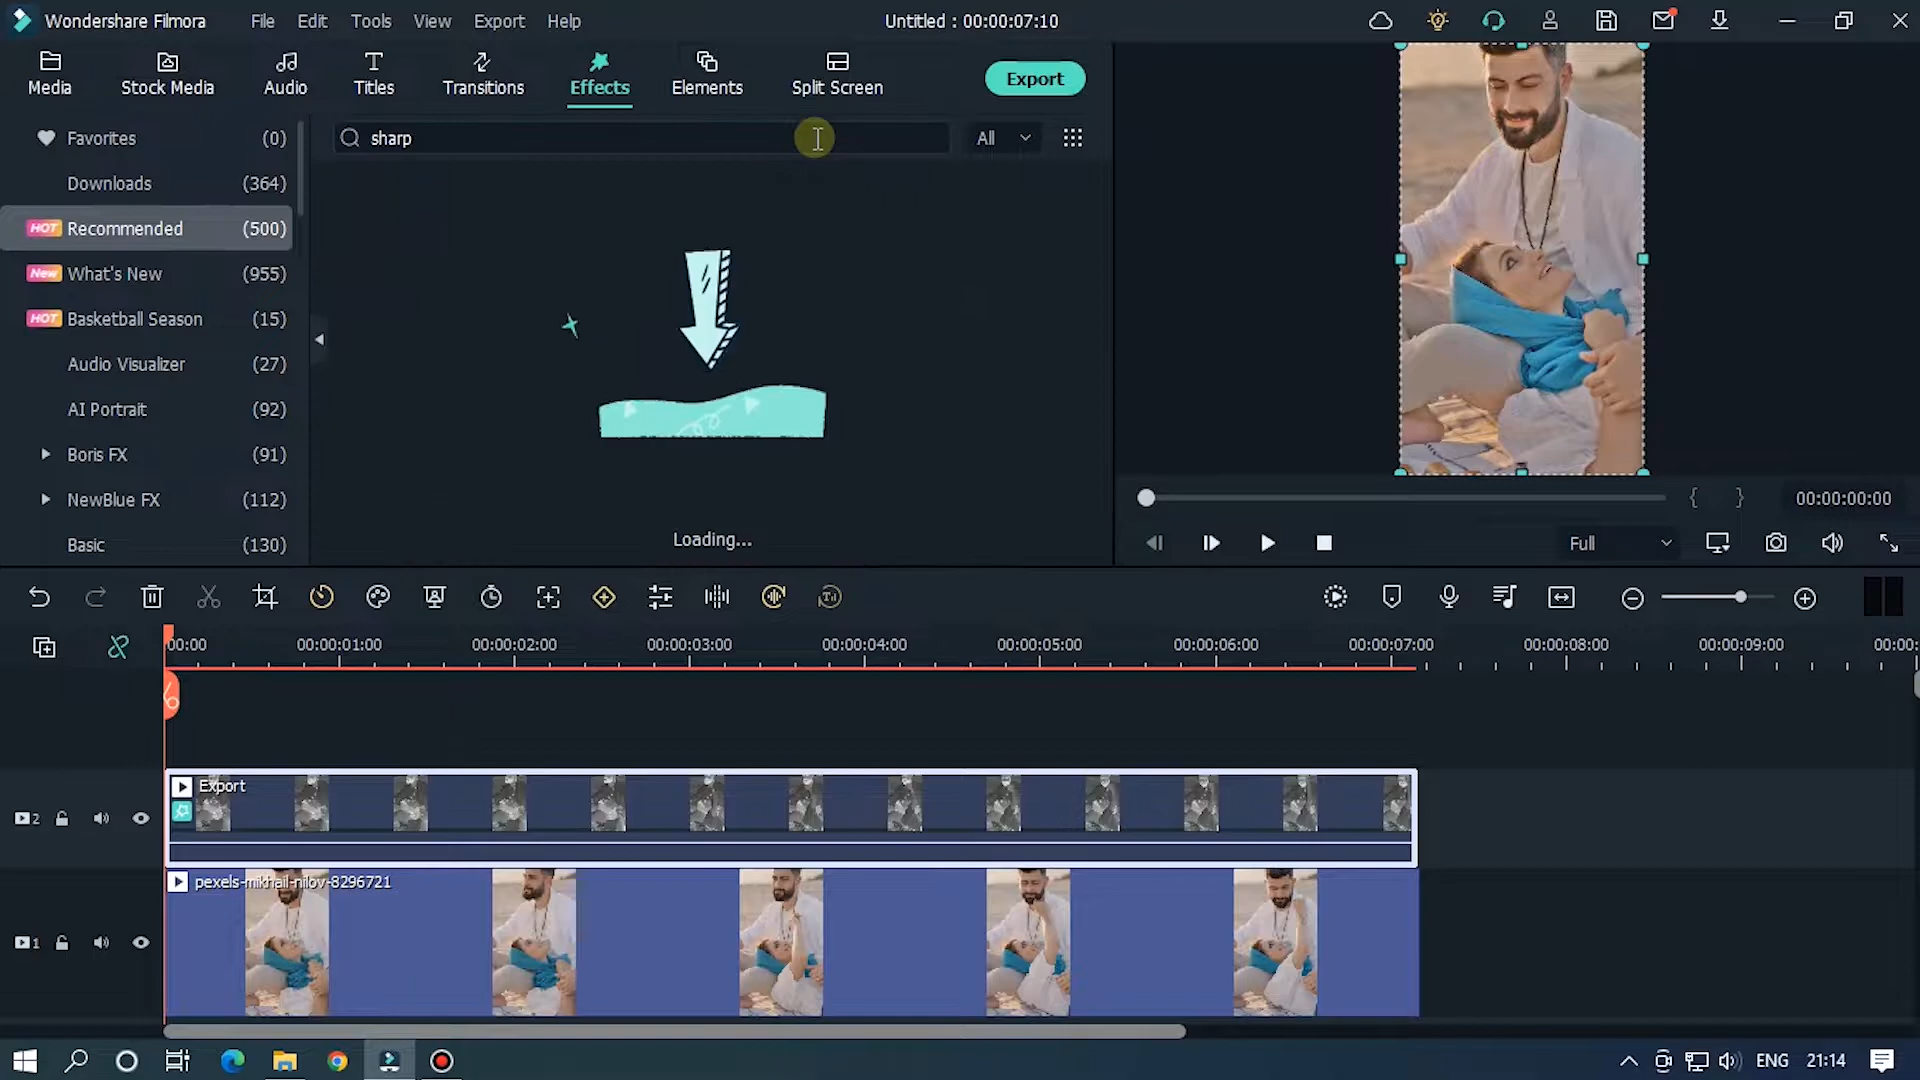 Wondershare Filmora
File
Edit
Tools
View
Export
Help
Untitled : 00:00:07:10
Media
Stock Media
Audio
Titles
Transitions
Effects
Elements
Split Screen
Export
Favorites (0)
sharp
All
Downloads (364)
HOT Recommended (500)
New What's New (955)
HOT Basketball Season (15)
Audio Visualizer (27)
AI Portrait (92)
Boris FX (91)
NewBlue FX (112)
Basic (130)
Loading...
{ }
00:00:00:00
Full
00:00
00:00:01:00
00:00:02:00
00:00:03:00
00:00:04:00
00:00:05:00
00:00:06:00
00:00:07:00
00:00:08:00
00:00:09:00
00:00:
Export
2
pexels-mikhail-nilov-8296721
1
ENG
21:14